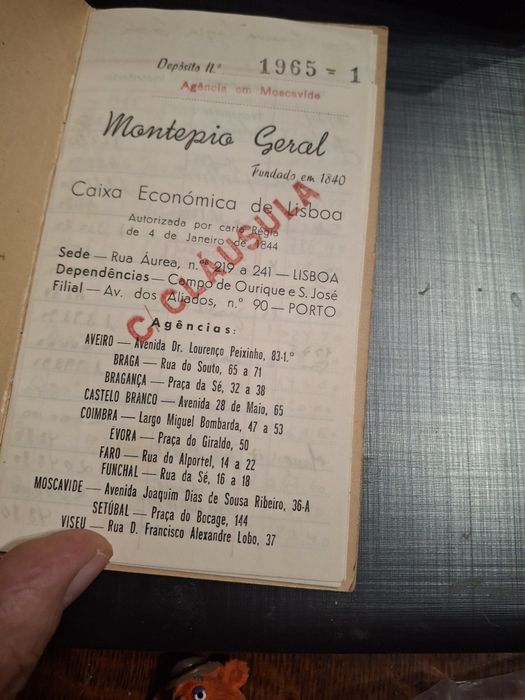 Depósito N.º 1965 = 1
Agência em Moscavide
Montepio Geral
Fundado em 1840
Caixa Económica de Lisboa
Autorizada por carta Régia
de 4 de Janeiro de 1844
C/ CLÁUSULA
Sede — Rua Áurea, n.os 219 a 241 — LISBOA
Dependências — Campo de Ourique e S. José
Filial — Av. dos Aliados, n.º 90 — PORTO
Agências:
AVEIRO — Avenida Dr. Lourenço Peixinho, 83-1.º
BRAGA — Rua do Souto, 65 a 71
BRAGANÇA — Praça da Sé, 32 a 38
CASTELO BRANCO — Avenida 28 de Maio, 65
COIMBRA — Largo Miguel Bombarda, 47 a 53
ÉVORA — Praça do Giraldo, 50
FARO — Rua do Alportel, 14 a 22
FUNCHAL — Rua da Sé, 16 a 18
MOSCAVIDE — Avenida Joaquim Dias de Sousa Ribeiro, 36-A
SETÚBAL — Praça do Bocage, 144
VISEU — Rua D. Francisco Alexandre Lobo, 37